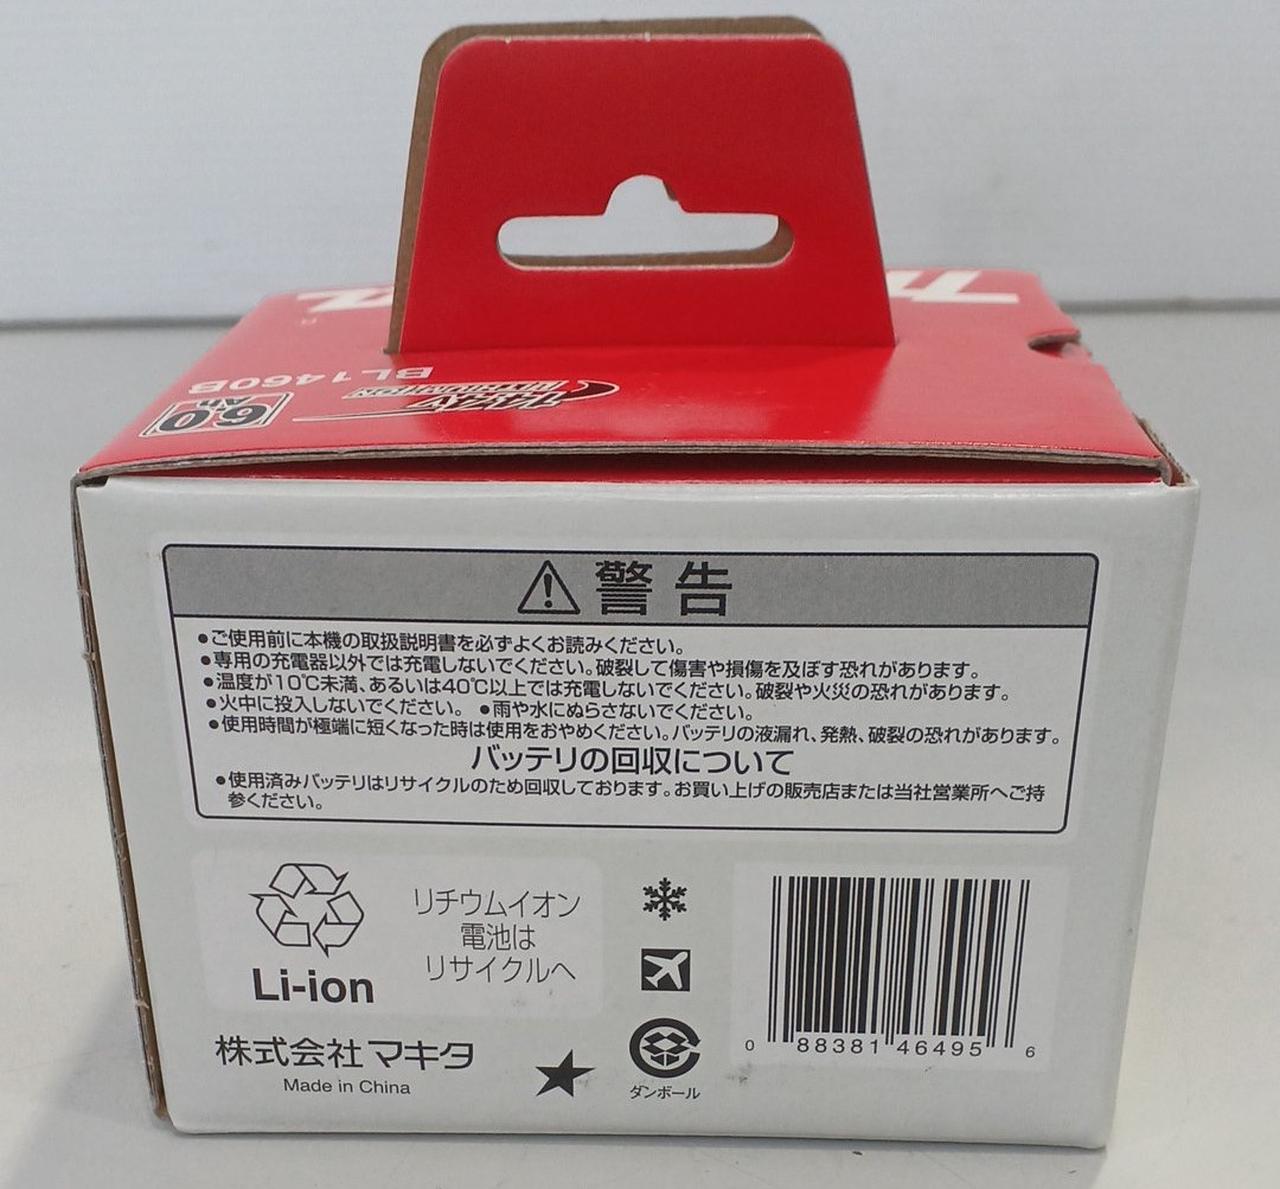 BL1460B
6.0
Ah
14.4V
LITHIUM-ION
警告
●ご使用前に本機の取扱説明書を必ずよくお読みください。
●専用の充電器以外では充電しないでください。破裂して傷害や損傷を及ぼす恐れがあります。
●温度が10℃未満、あるいは40℃以上では充電しないでください。破裂や火災の恐れがあります。
●火中に投入しないでください。 ●雨や水にぬらさないでください。
●使用時間が極端に短くなった時は使用をおやめください。バッテリの液漏れ、発熱、破裂の恐れがあります。
バッテリの回収について
●使用済みバッテリはリサイクルのため回収しております。お買い上げの販売店または当社営業所へご持
参ください。
リチウムイオン
電池は
リサイクルへ
Li-ion
株式会社マキタ
Made in China
ダンボール
0 88381 46495 6